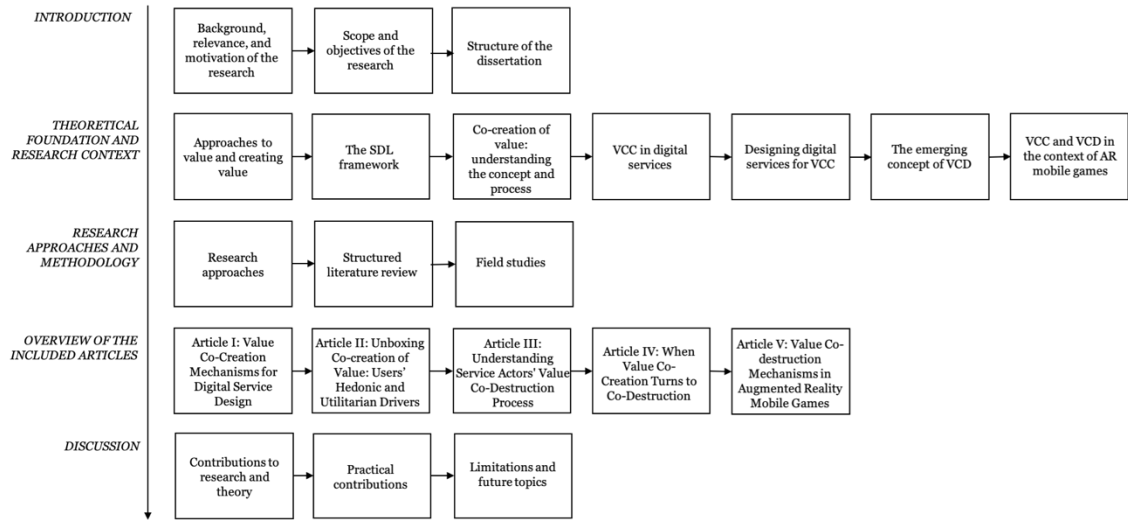 INTRODUCTION
Background,
relevance, and
motivation of the
research
Scope and
objectives of the
research
Structure of the
dissertation
THEORETICAL
FOUNDATION AND
RESEARCH CONTEXT
Approaches to
value and creating
value
The SDL
framework
Co-creation of
value:
understanding
the concept and
process
VCC in digital
services
Designing digital
services for VCC
The emerging
concept of VCD
VCC and VCD in
the context of AR
mobile games
RESEARCH
APPROACHES AND
METHODOLOGY
Research
approaches
Structured
literature review
Field studies
OVERVIEW OF THE
INCLUDED ARTICLES
Article I: Value
Co-Creation
Mechanisms for
Digital Service
Design
Article II: Unboxing
Co-creation of
Value: Users'
Hedonic and
Utilitarian Drivers
Article III:
Understanding
Service Actors' Value
Co-Destruction
Process
Article IV: When
Value Co-
Creation Turns to
Co-Destruction
Article V: Value Co-
destruction
Mechanisms in
Augmented Reality
Mobile Games
DISCUSSION
Contributions to
research and
theory
Practical
contributions
Limitations and
future topics